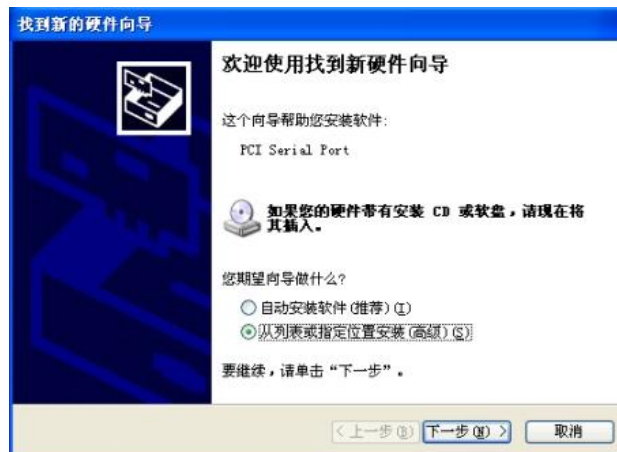 找到新的硬件向导
欢迎使用找到新硬件向导
这个向导帮助您安装软件:
PCI Serial Port
如果您的硬件带有安装 CD 或软盘，请现在将
其插入。
您期望向导做什么?
自动安装软件(推荐)(I)
从列表或指定位置安装(高级)(S)
要继续，请单击“下一步”。
<上一步(B) 下一步(N)> 取消